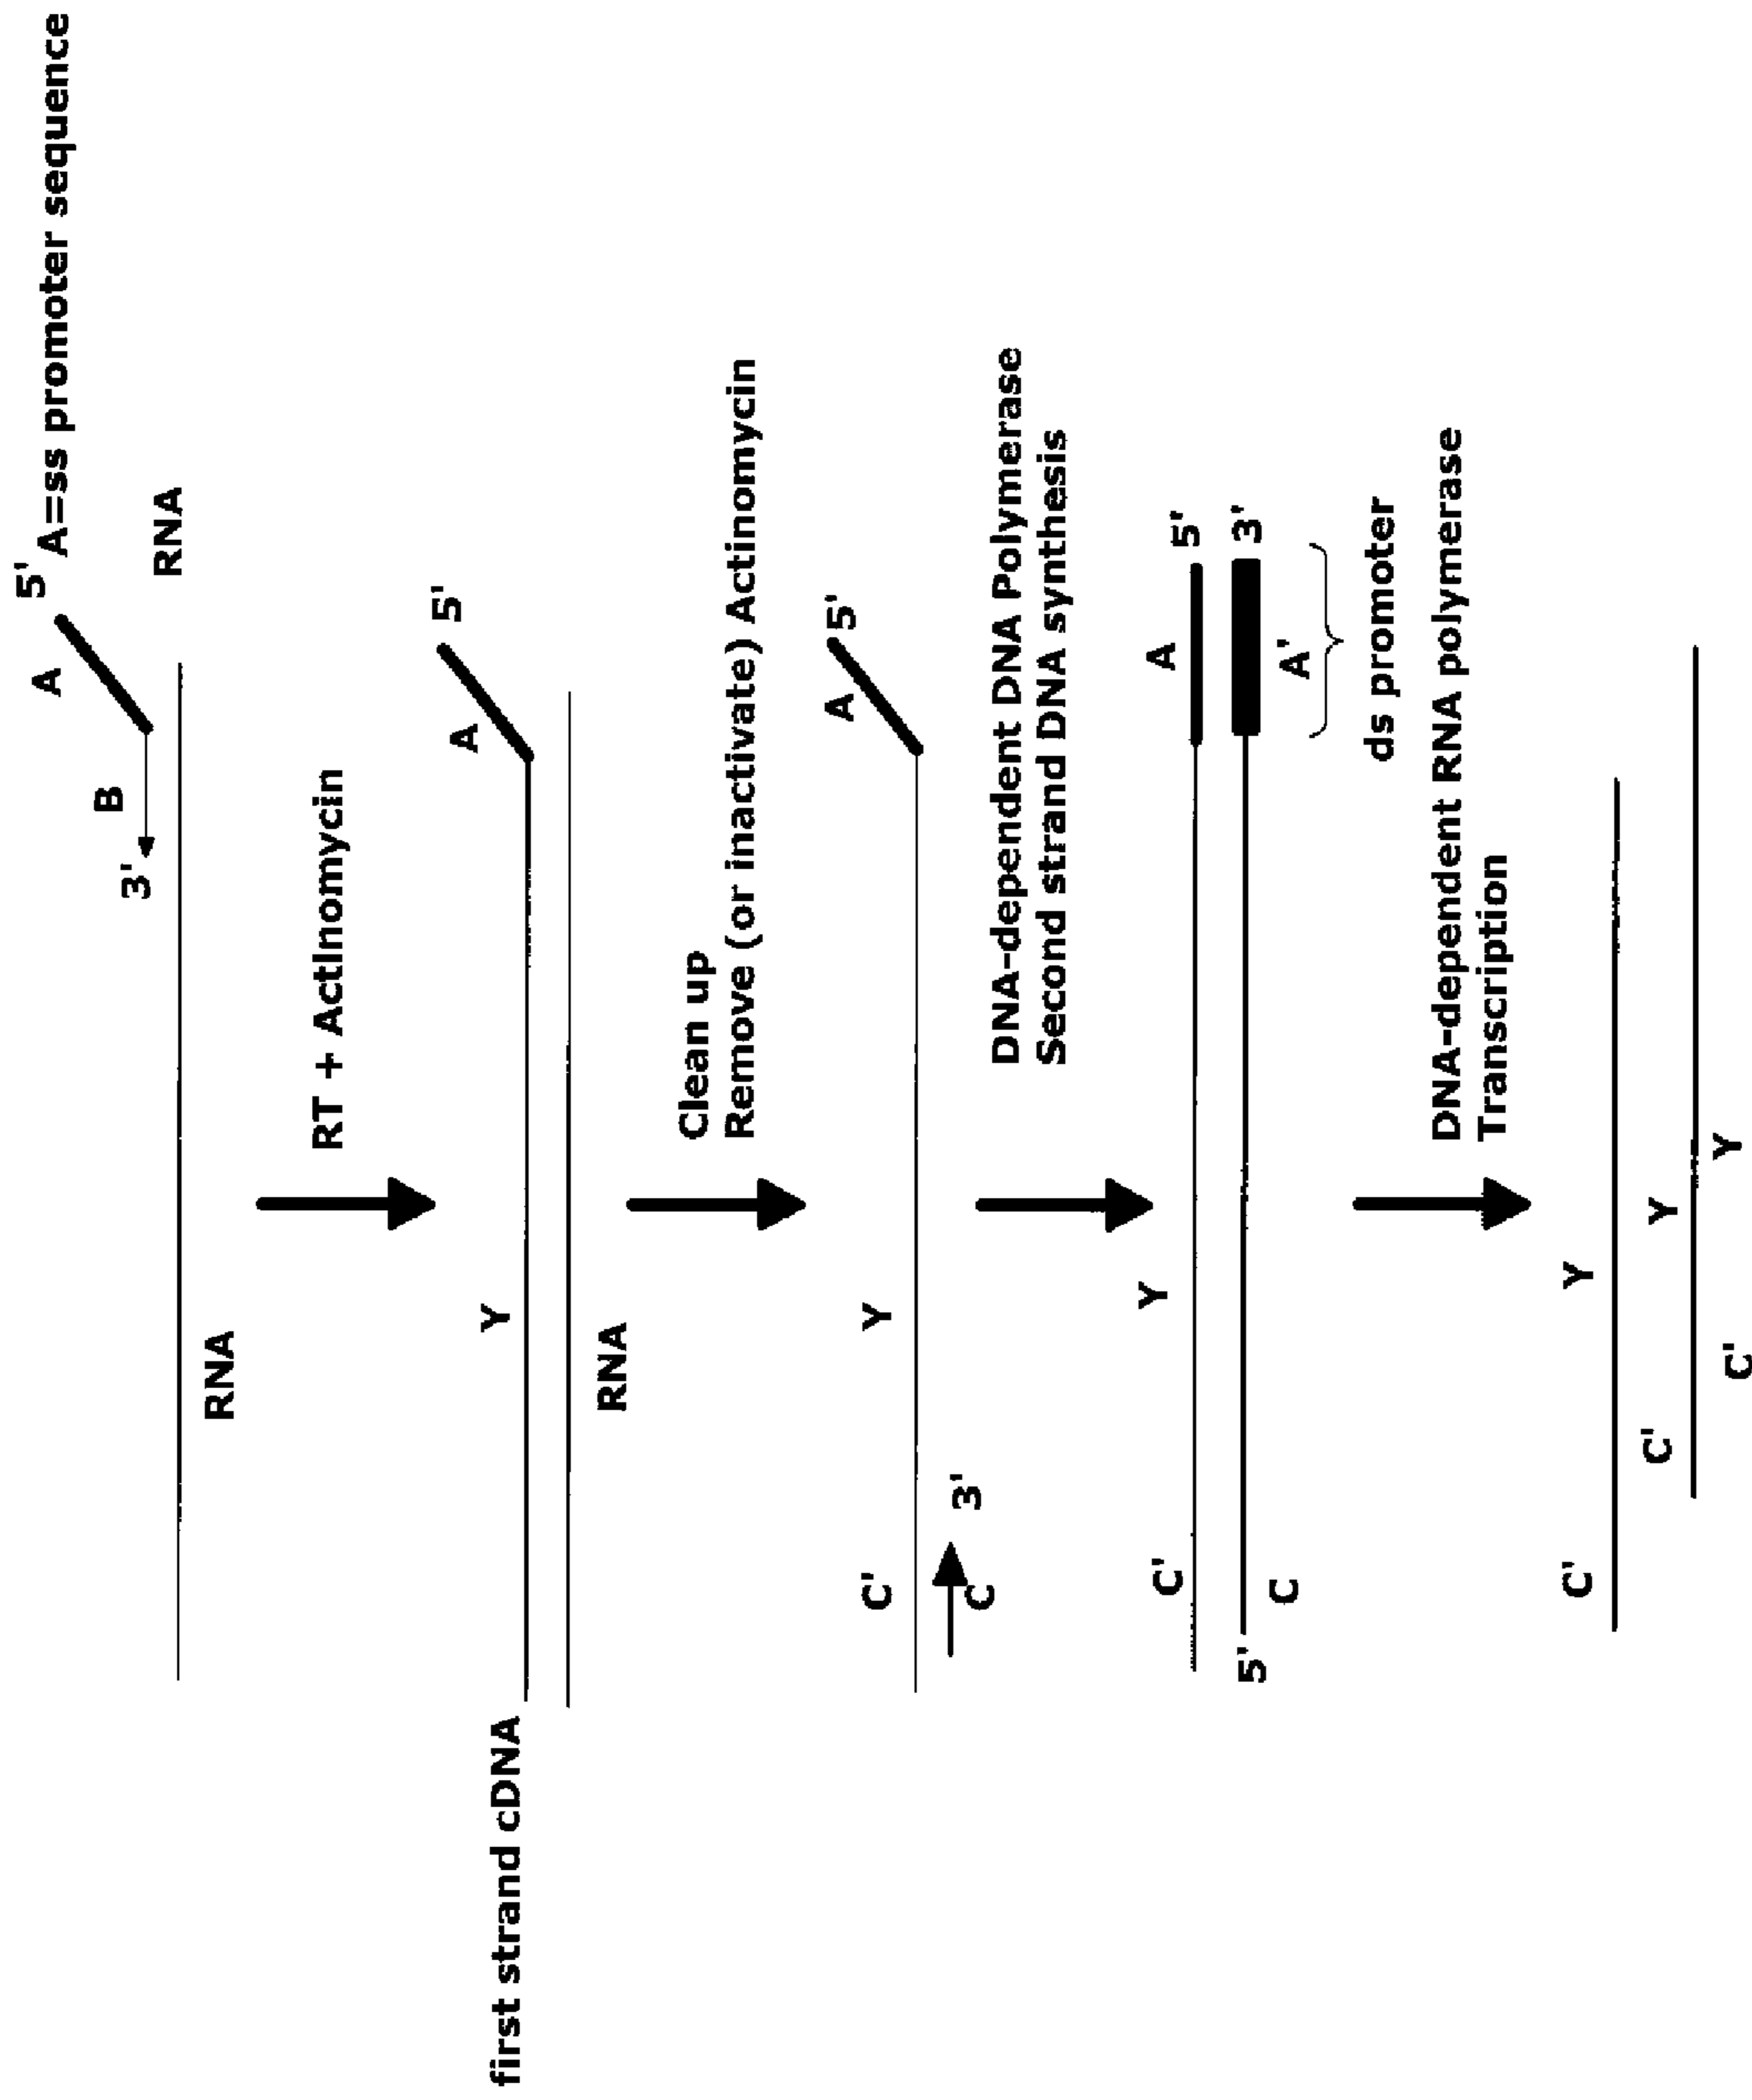 5'
A
A=ss promoter sequence
B
3'
RNA
RNA
RT + Actinomycin
5'
A
Y
first strand cDNA
RNA
Clean up
Remove (or inactivate) Actinomycin
A
5'
C'
Y
C
3'
DNA-dependent DNA Polymerase
Second strand DNA synthesis
C'
Y
A
5'
5'
3'
C
A'
ds promoter
DNA-dependent RNA polymerase
Transcription
C'
Y
C'
Y
C'
Y